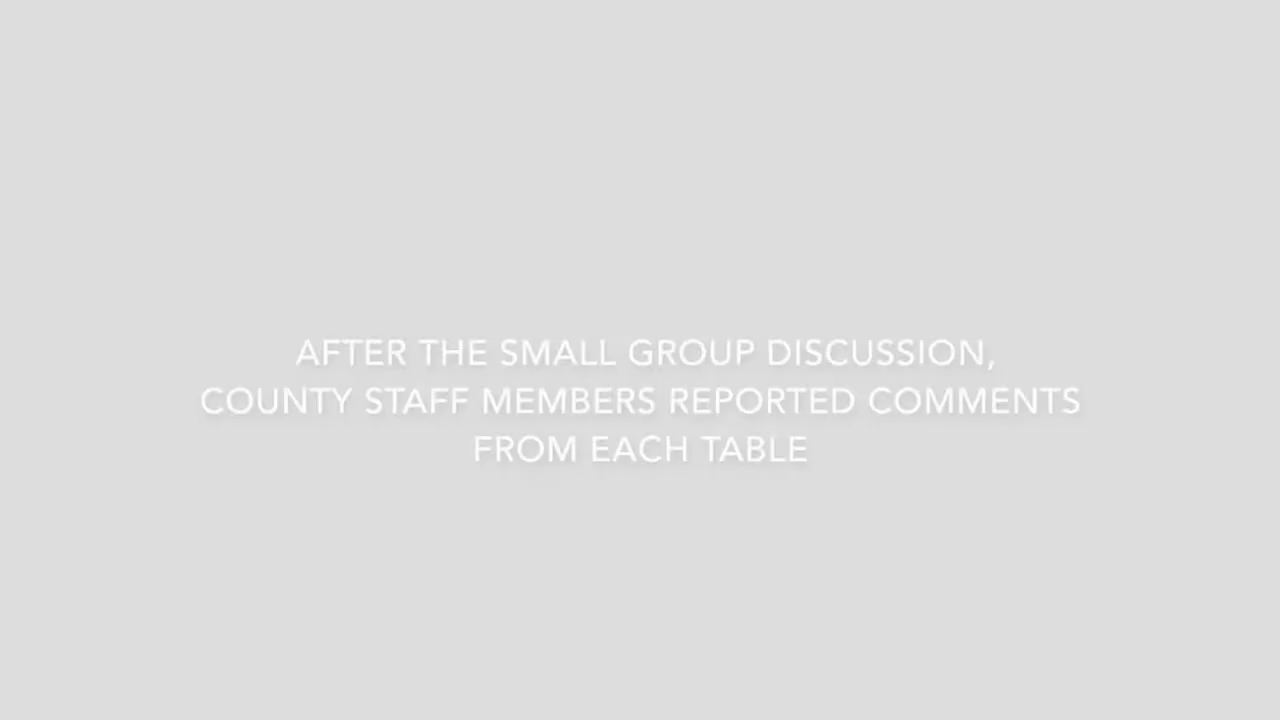 AFTER THE SMALL GROUP DISCUSSION,
COUNTY STAFF MEMBERS REPORTED COMMENTS
FROM EACH TABLE